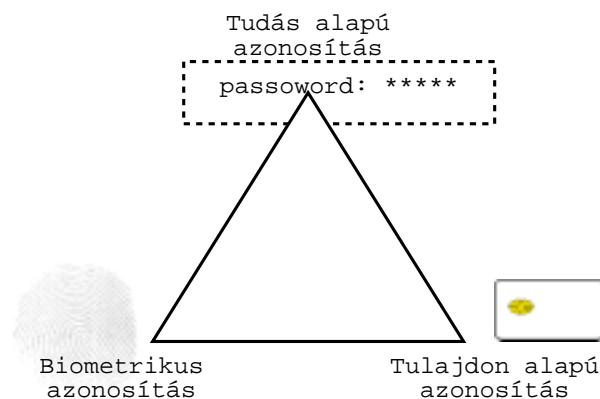 Tudás alapú
azonosítás
passoword: *****
Biometrikus
azonosítás
Tulajdon alapú
azonosítás